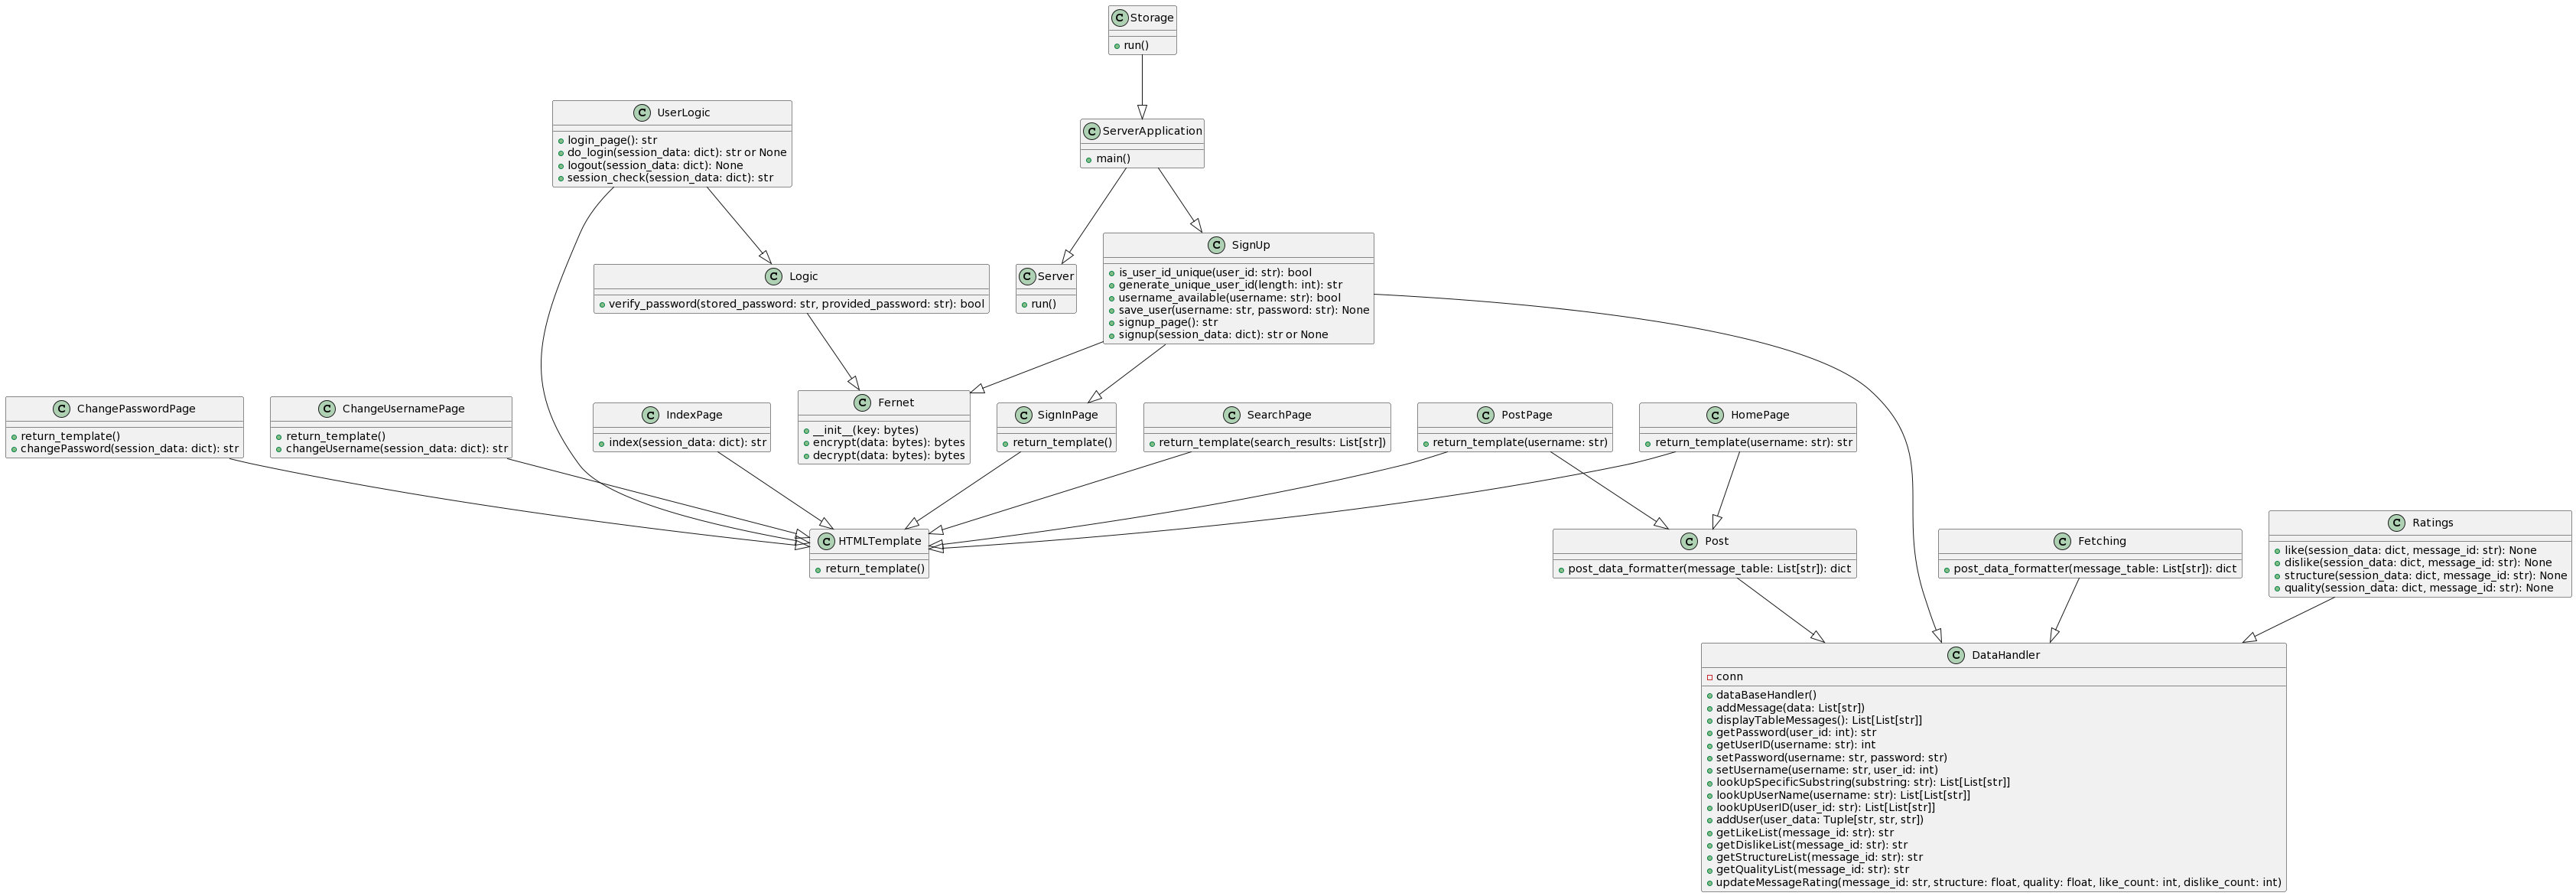 C Storage
run()
C UserLogic
login_page(): str
do_login(session_data: dict): str or None
logout(session_data: dict): None
session_check(session_data: dict): str
C ServerApplication
main()
C SignUp
is_user_id_unique(user_id: str): bool
generate_unique_user_id(length: int): str
username_available(username: str): bool
save_user(username: str, password: str): None
signup_page(): str
signup(session_data: dict): str or None
C Logic
verify_password(stored_password: str, provided_password: str): bool
C Server
run()
C ChangePasswordPage
return_template()
changePassword(session_data: dict): str
C ChangeUsernamePage
return_template()
changeUsername(session_data: dict): str
C IndexPage
index(session_data: dict): str
C Fernet
__init__(key: bytes)
encrypt(data: bytes): bytes
decrypt(data: bytes): bytes
C SignInPage
return_template()
C SearchPage
return_template(search_results: List[str])
C PostPage
return_template(username: str)
C HomePage
return_template(username: str): str
C HTMLTemplate
return_template()
C Post
post_data_formatter(message_table: List[str]): dict
C Fetching
post_data_formatter(message_table: List[str]): dict
C Ratings
like(session_data: dict, message_id: str): None
dislike(session_data: dict, message_id: str): None
structure(session_data: dict, message_id: str): None
quality(session_data: dict, message_id: str): None
C DataHandler
conn
dataBaseHandler()
addMessage(data: List[str])
displayTableMessages(): List[List[str]]
getPassword(user_id: int): str
getUserID(username: str): int
setPassword(username: str, password: str)
setUsername(username: str, user_id: int)
lookUpSpecificSubstring(substring: str): List[List[str]]
lookUpUserName(username: str): List[List[str]]
lookUpUserID(user_id: str): List[List[str]]
addUser(user_data: Tuple[str, str, str])
getLikeList(message_id: str): str
getDislikeList(message_id: str): str
getStructureList(message_id: str): str
getQualityList(message_id: str): str
updateMessageRating(message_id: str, structure: float, quality: float, like_count: int, dislike_count: int)